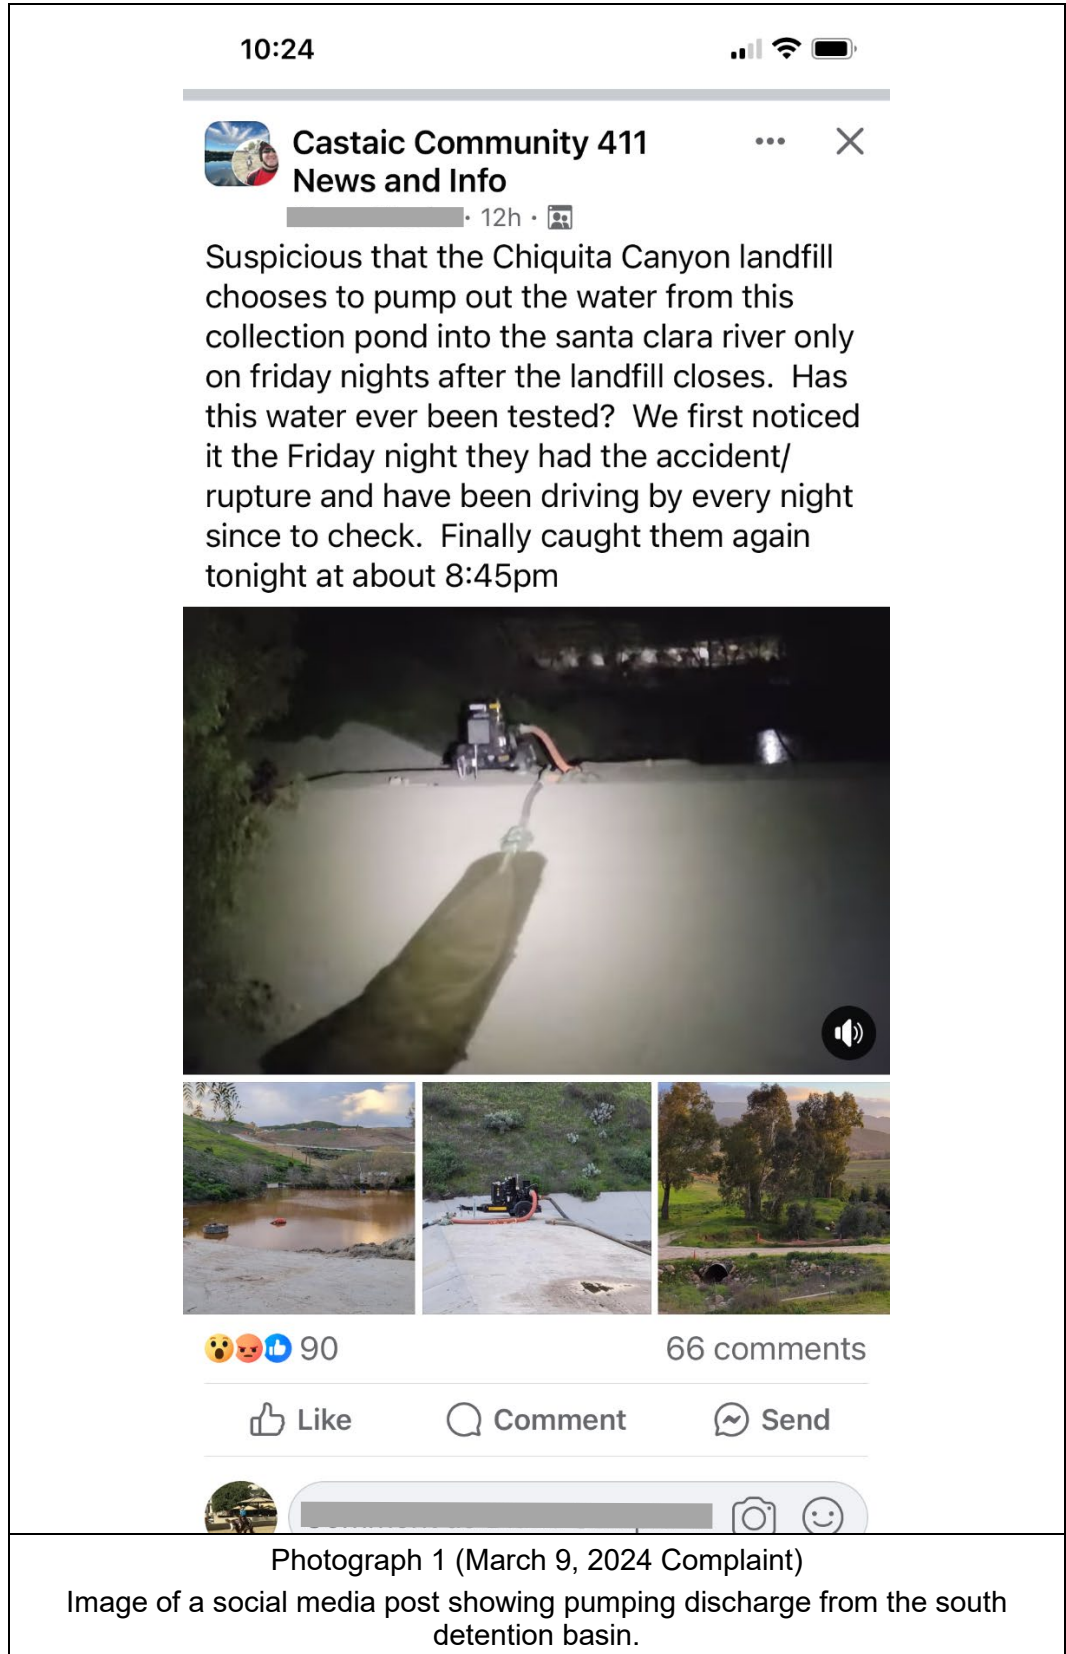 10:24
Castaic Community 411
News and Info
· 12h ·
Suspicious that the Chiquita Canyon landfill
chooses to pump out the water from this
collection pond into the santa clara river only
on friday nights after the landfill closes.  Has
this water ever been tested?  We first noticed
it the Friday night they had the accident/
rupture and have been driving by every night
since to check.  Finally caught them again
tonight at about 8:45pm
90
66 comments
Like
Comment
Send
Photograph 1 (March 9, 2024 Complaint)
Image of a social media post showing pumping discharge from the south
detention basin.